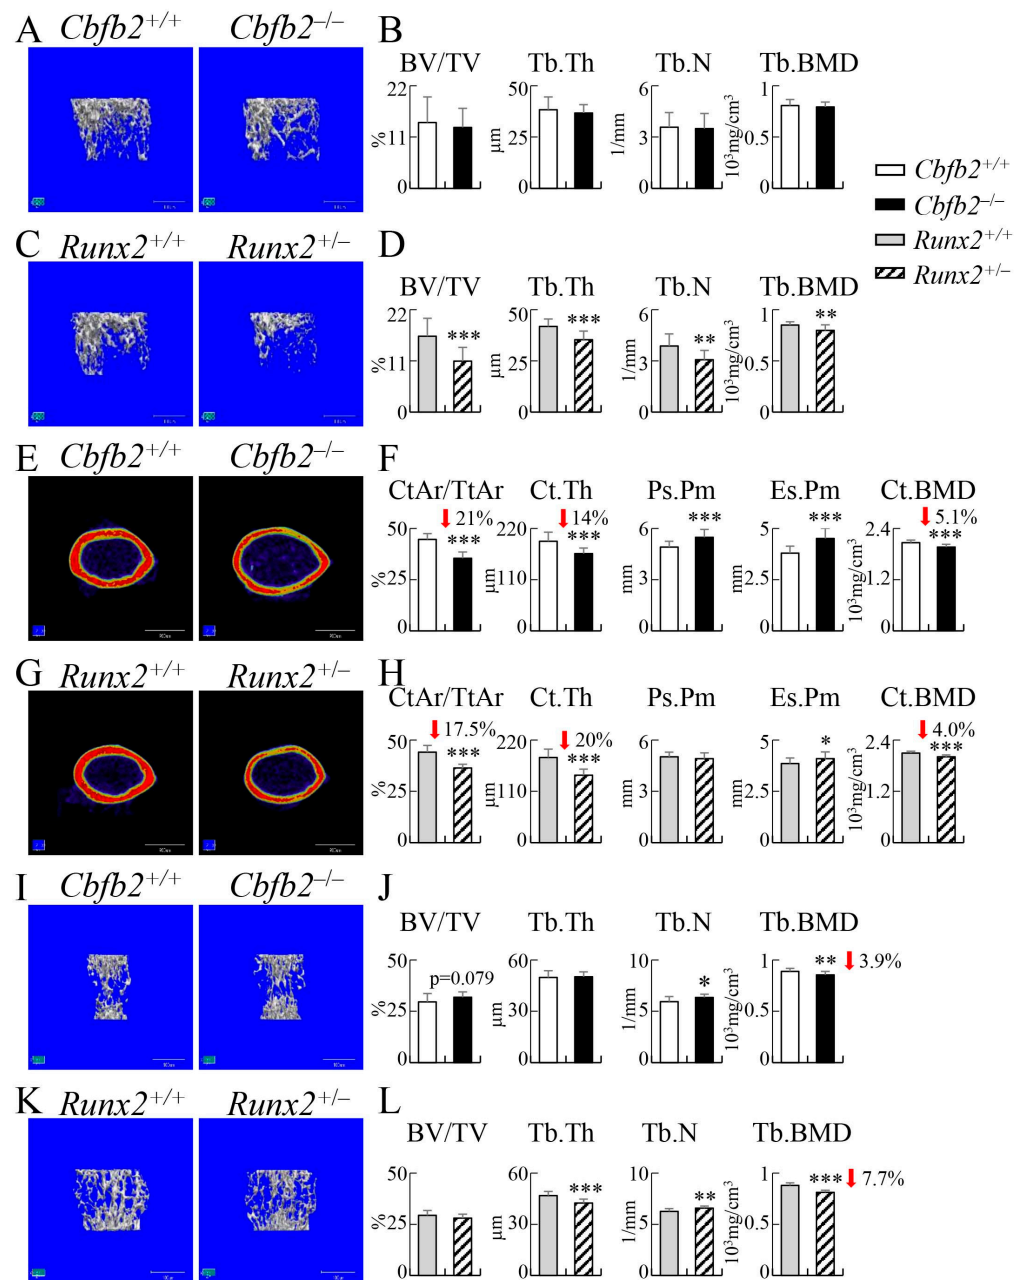 A Cbfb2+/+ Cbfb2−/− B
BV/TV Tb.Th Tb.N Tb.BMD
22 50 6 1
11 25 3 0.5
0 0 0 0
% µm 1/mm 10³mg/cm³
Cbfb2+/+
Cbfb2−/−
Runx2+/+
Runx2+/−
C Runx2+/+ Runx2+/− D
BV/TV Tb.Th Tb.N Tb.BMD
*** *** ** **
22 50 6 1
11 25 3 0.5
0 0 0 0
% µm 1/mm 10³mg/cm³
E Cbfb2+/+ Cbfb2−/− F
CtAr/TtAr Ct.Th Ps.Pm Es.Pm Ct.BMD
21% 14% 5.1%
*** *** *** *** ***
50 220 6 5 2.4
25 110 3 2.5 1.2
0 0 0 0 0
% µm mm mm 10³mg/cm³
G Runx2+/+ Runx2+/− H
CtAr/TtAr Ct.Th Ps.Pm Es.Pm Ct.BMD
17.5% 20% 4.0%
*** *** * ***
50 220 6 5 2.4
25 110 3 2.5 1.2
0 0 0 0 0
% µm mm mm 10³mg/cm³
I Cbfb2+/+ Cbfb2−/− J
BV/TV Tb.Th Tb.N Tb.BMD
p=0.079 * ** 3.9%
50 60 9 1
25 30 4.5 0.5
0 0 0 0
% µm 1/mm 10³mg/cm³
K Runx2+/+ Runx2+/− L
BV/TV Tb.Th Tb.N Tb.BMD
*** ** *** 7.7%
50 60 9 1
25 30 4.5 0.5
0 0 0 0
% µm 1/mm 10³mg/cm³